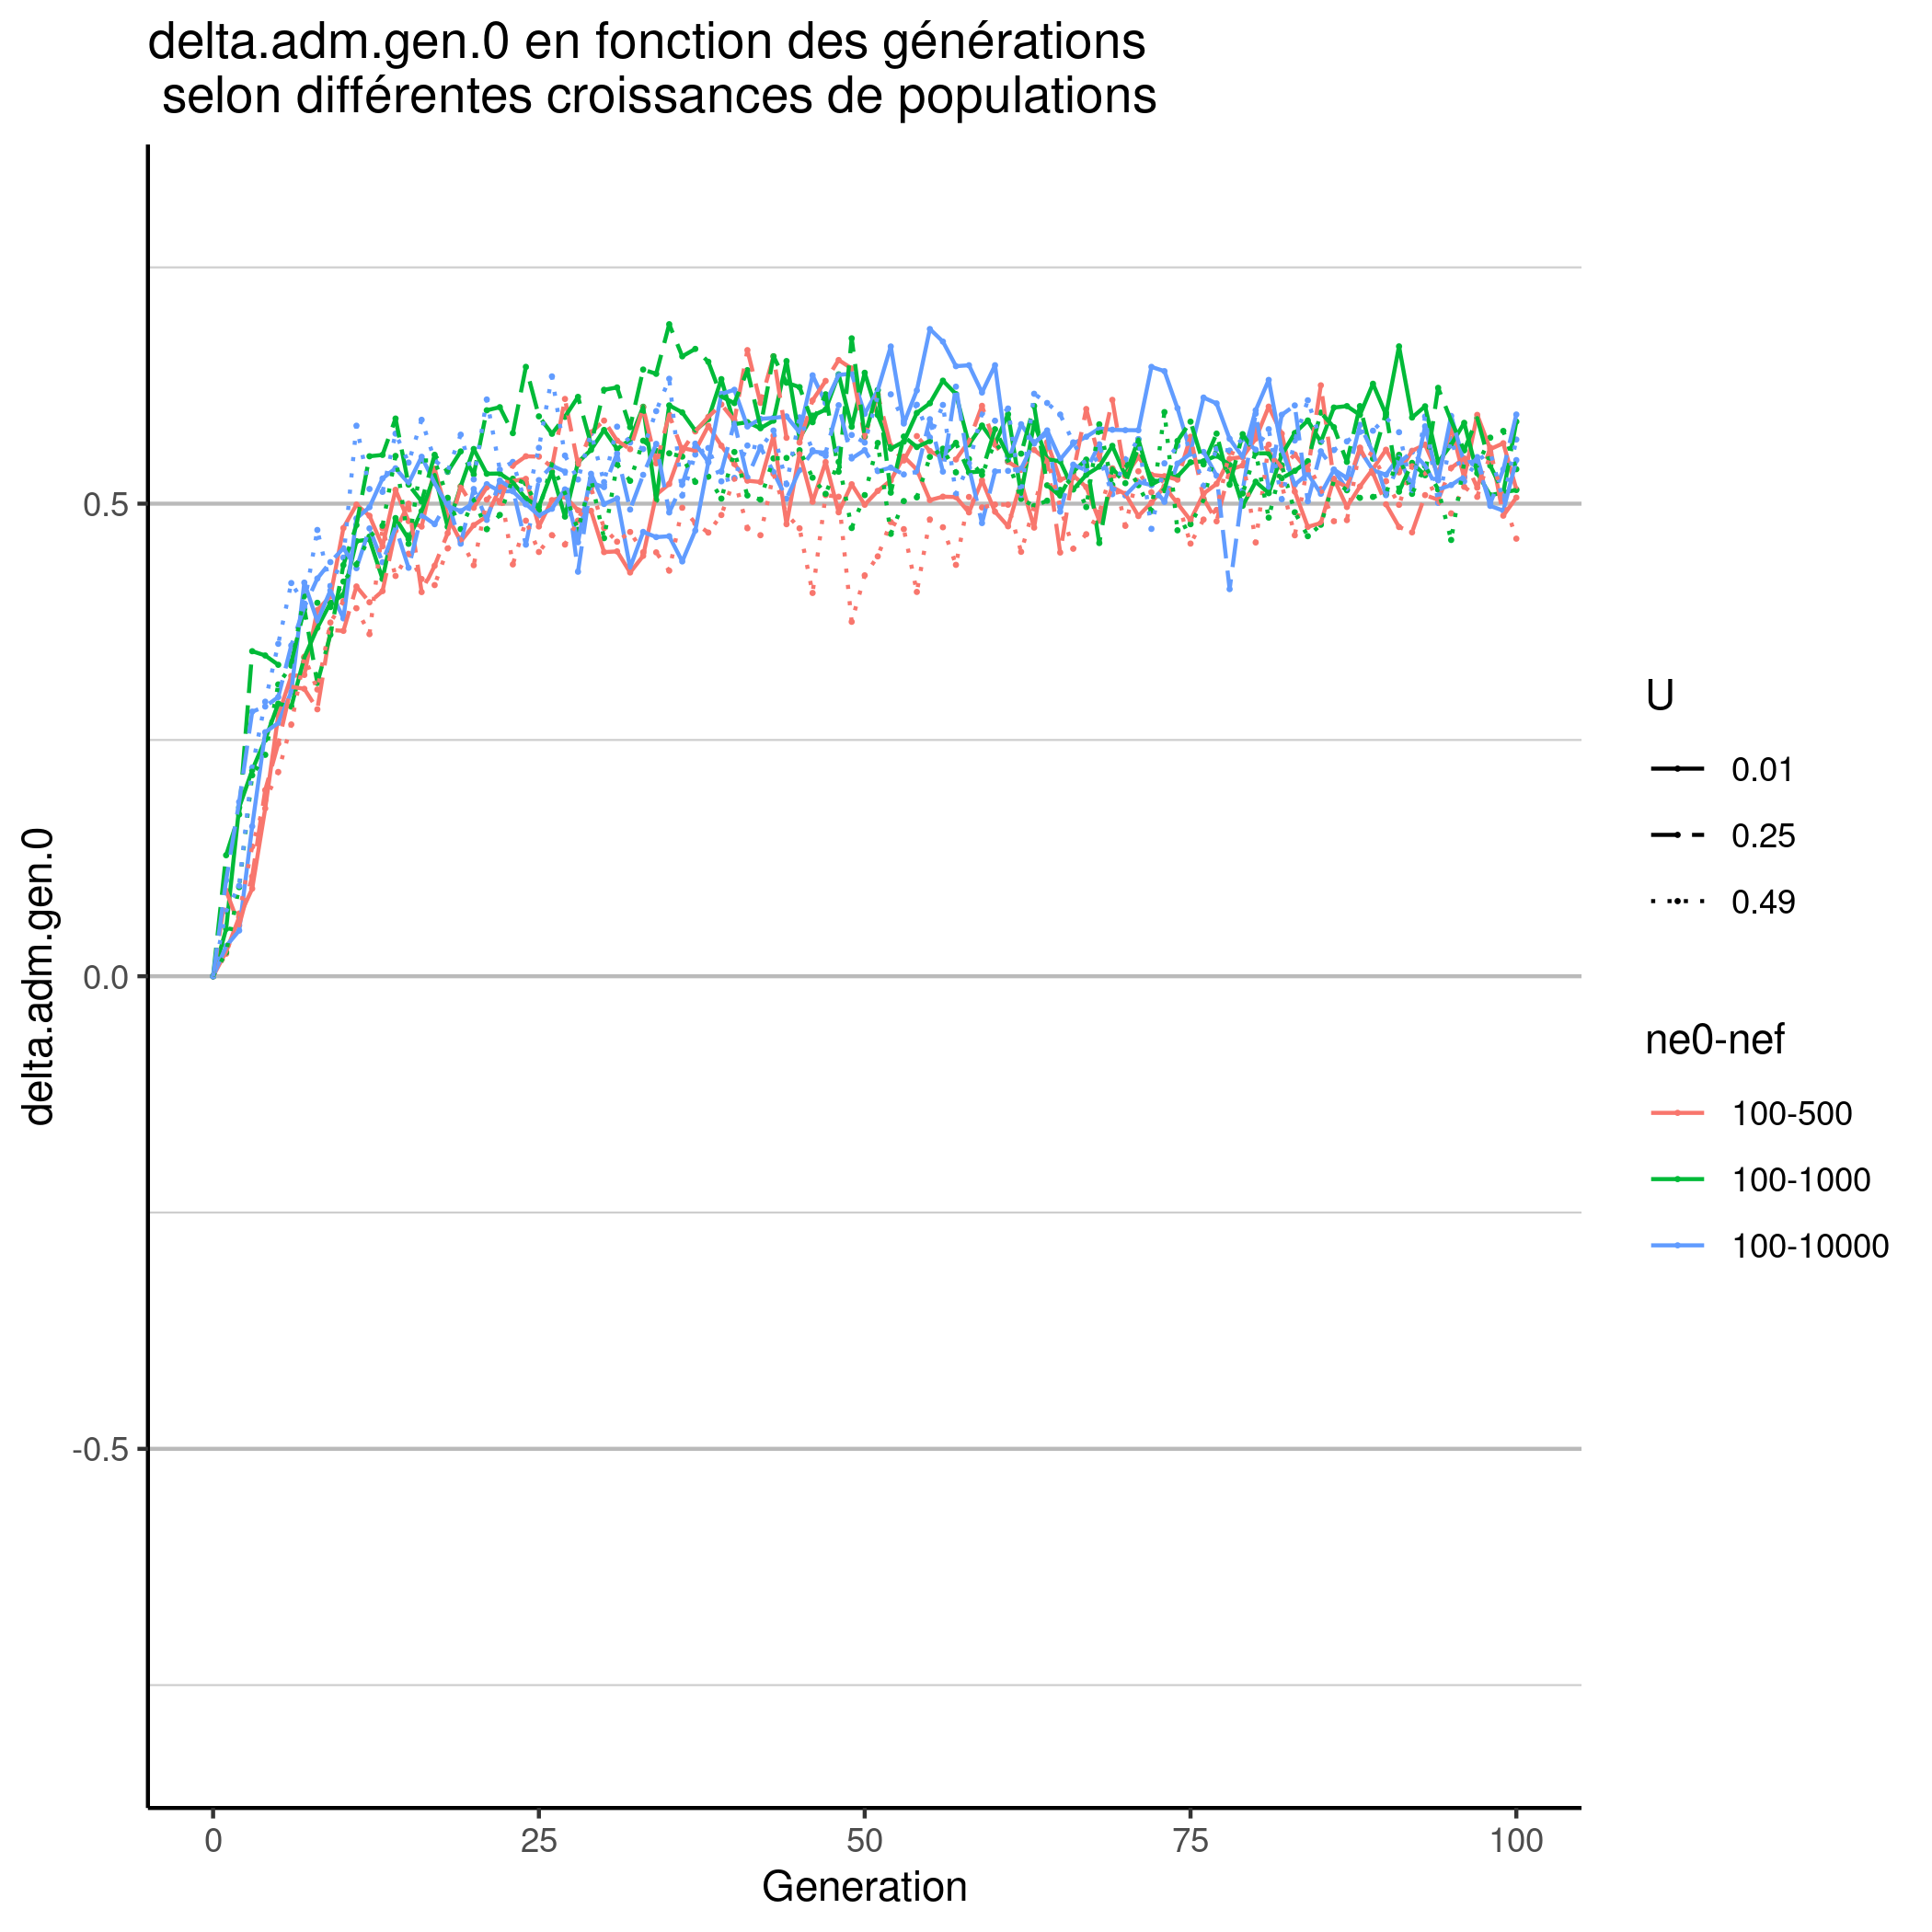 delta.adm.gen.0 en fonction des générations
selon différentes croissances de populations
delta.adm.gen.0
0.5
0.0
-0.5
0
25
50
75
100
Generation
U
0.01
0.25
0.49
ne0-nef
100-500
100-1000
100-10000